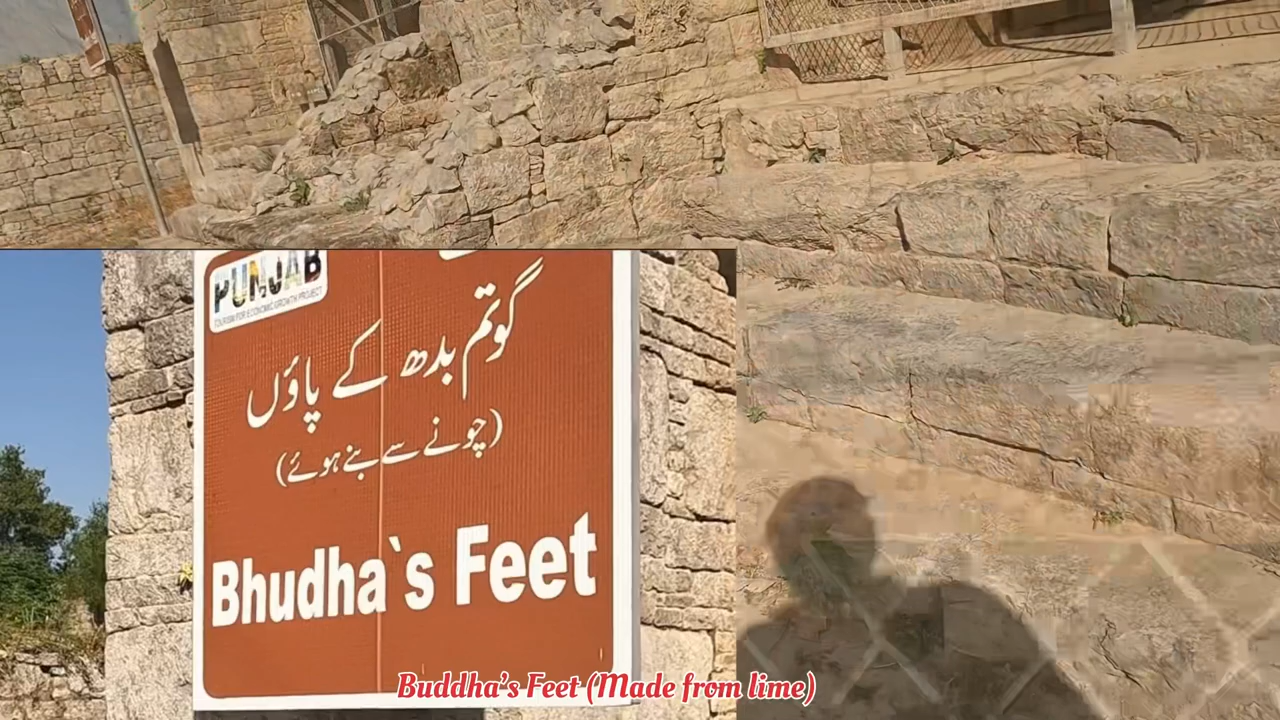 PUNJAB
TOURISM FOR ECONOMIC GROWTH PROJECT
گوتم بدھ کے پاؤں
(چونے سے بنے ہوئے)
Bhudha`s Feet
Buddha's Feet (Made from lime)